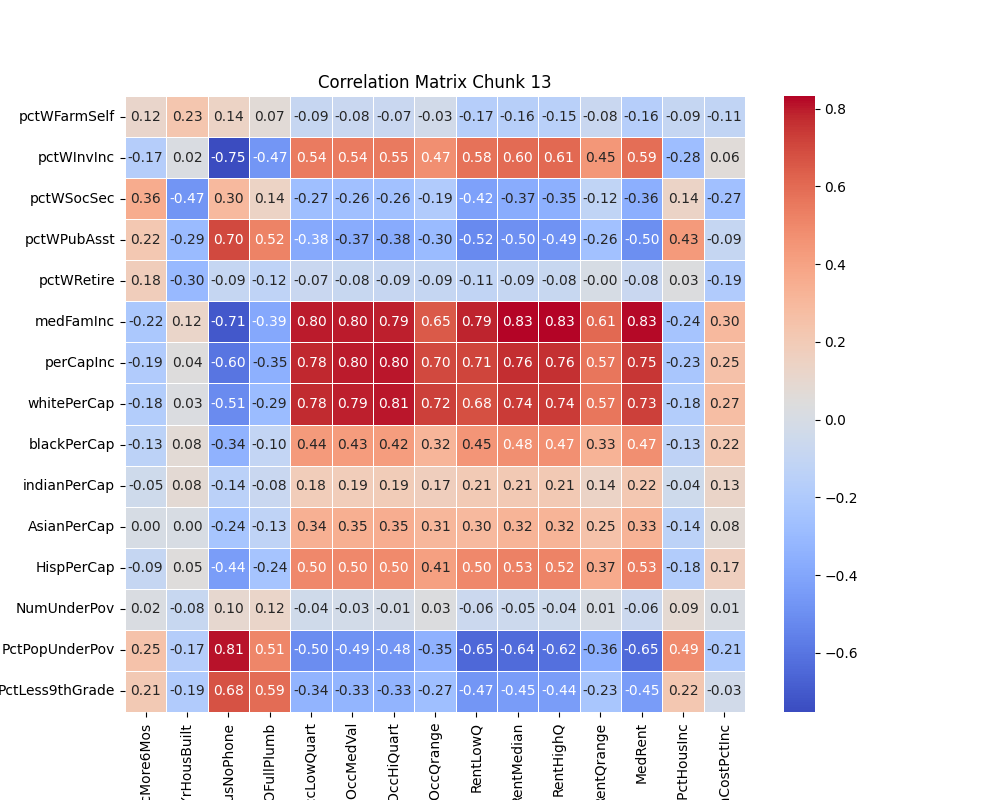 Correlation Matrix Chunk 13
pctWFarmSelf 0.12 0.23 0.14 0.07 -0.09 -0.08 -0.07 -0.03 -0.17 -0.16 -0.15 -0.08 -0.16 -0.09 -0.11
pctWInvInc -0.17 0.02 -0.75 -0.47 0.54 0.54 0.55 0.47 0.58 0.60 0.61 0.45 0.59 -0.28 0.06
pctWSocSec 0.36 -0.47 0.30 0.14 -0.27 -0.26 -0.26 -0.19 -0.42 -0.37 -0.35 -0.12 -0.36 0.14 -0.27
pctWPubAsst 0.22 -0.29 0.70 0.52 -0.38 -0.37 -0.38 -0.30 -0.52 -0.50 -0.49 -0.26 -0.50 0.43 -0.09
pctWRetire 0.18 -0.30 -0.09 -0.12 -0.07 -0.08 -0.09 -0.09 -0.11 -0.09 -0.08 -0.00 -0.08 0.03 -0.19
medFamInc -0.22 0.12 -0.71 -0.39 0.80 0.80 0.79 0.65 0.79 0.83 0.83 0.61 0.83 -0.24 0.30
perCapInc -0.19 0.04 -0.60 -0.35 0.78 0.80 0.80 0.70 0.71 0.76 0.76 0.57 0.75 -0.23 0.25
whitePerCap -0.18 0.03 -0.51 -0.29 0.78 0.79 0.81 0.72 0.68 0.74 0.74 0.57 0.73 -0.18 0.27
blackPerCap -0.13 0.08 -0.34 -0.10 0.44 0.43 0.42 0.32 0.45 0.48 0.47 0.33 0.47 -0.13 0.22
indianPerCap -0.05 0.08 -0.14 -0.08 0.18 0.19 0.19 0.17 0.21 0.21 0.21 0.14 0.22 -0.04 0.13
AsianPerCap 0.00 0.00 -0.24 -0.13 0.34 0.35 0.35 0.31 0.30 0.32 0.32 0.25 0.33 -0.14 0.08
HispPerCap -0.09 0.05 -0.44 -0.24 0.50 0.50 0.50 0.41 0.50 0.53 0.52 0.37 0.53 -0.18 0.17
NumUnderPov 0.02 -0.08 0.10 0.12 -0.04 -0.03 -0.01 0.03 -0.06 -0.05 -0.04 0.01 -0.06 0.09 0.01
PctPopUnderPov 0.25 -0.17 0.81 0.51 -0.50 -0.49 -0.48 -0.35 -0.65 -0.64 -0.62 -0.36 -0.65 0.49 -0.21
PctLess9thGrade 0.21 -0.19 0.68 0.59 -0.34 -0.33 -0.33 -0.27 -0.47 -0.45 -0.44 -0.23 -0.45 0.22 -0.03
cMore6Mos
YrHousBuilt
usNoPhone
OFullPlumb
ccLowQuart
OccMedVal
OccHiQuart
OccQrange
RentLowQ
RentMedian
RentHighQ
RentQrange
MedRent
PctHousInc
nCostPctInc
0.8
0.6
0.4
0.2
0.0
−0.2
−0.4
−0.6